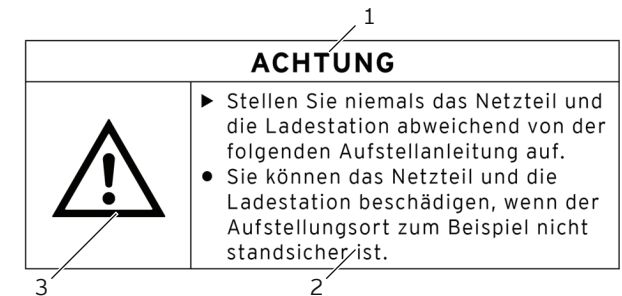 1
ACHTUNG
▶ Stellen Sie niemals das Netzteil und
die Ladestation abweichend von der
folgenden Aufstellanleitung auf.
● Sie können das Netzteil und die
Ladestation beschädigen, wenn der
Aufstellungsort zum Beispiel nicht
standsicher ist.
3
2